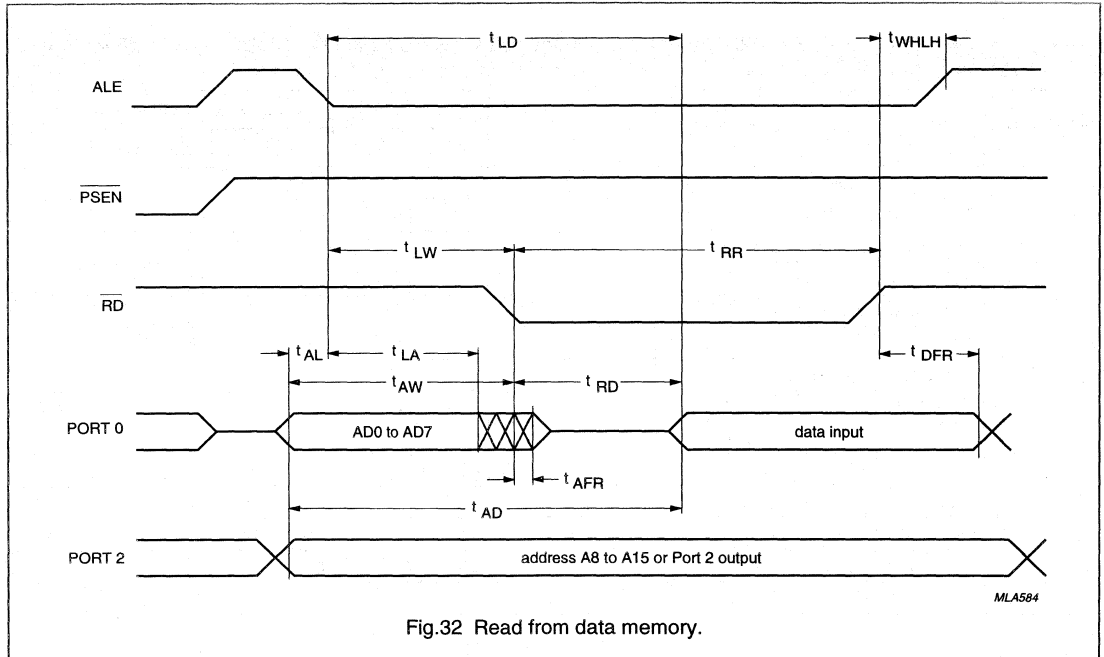 t LD
t WHLH
ALE
PSEN
t LW
t RR
RD
t AL
t LA
t DFR
t AW
t RD
PORT 0
AD0 to AD7
data input
t AFR
t AD
PORT 2
address A8 to A15 or Port 2 output
MLA584
Fig.32 Read from data memory.